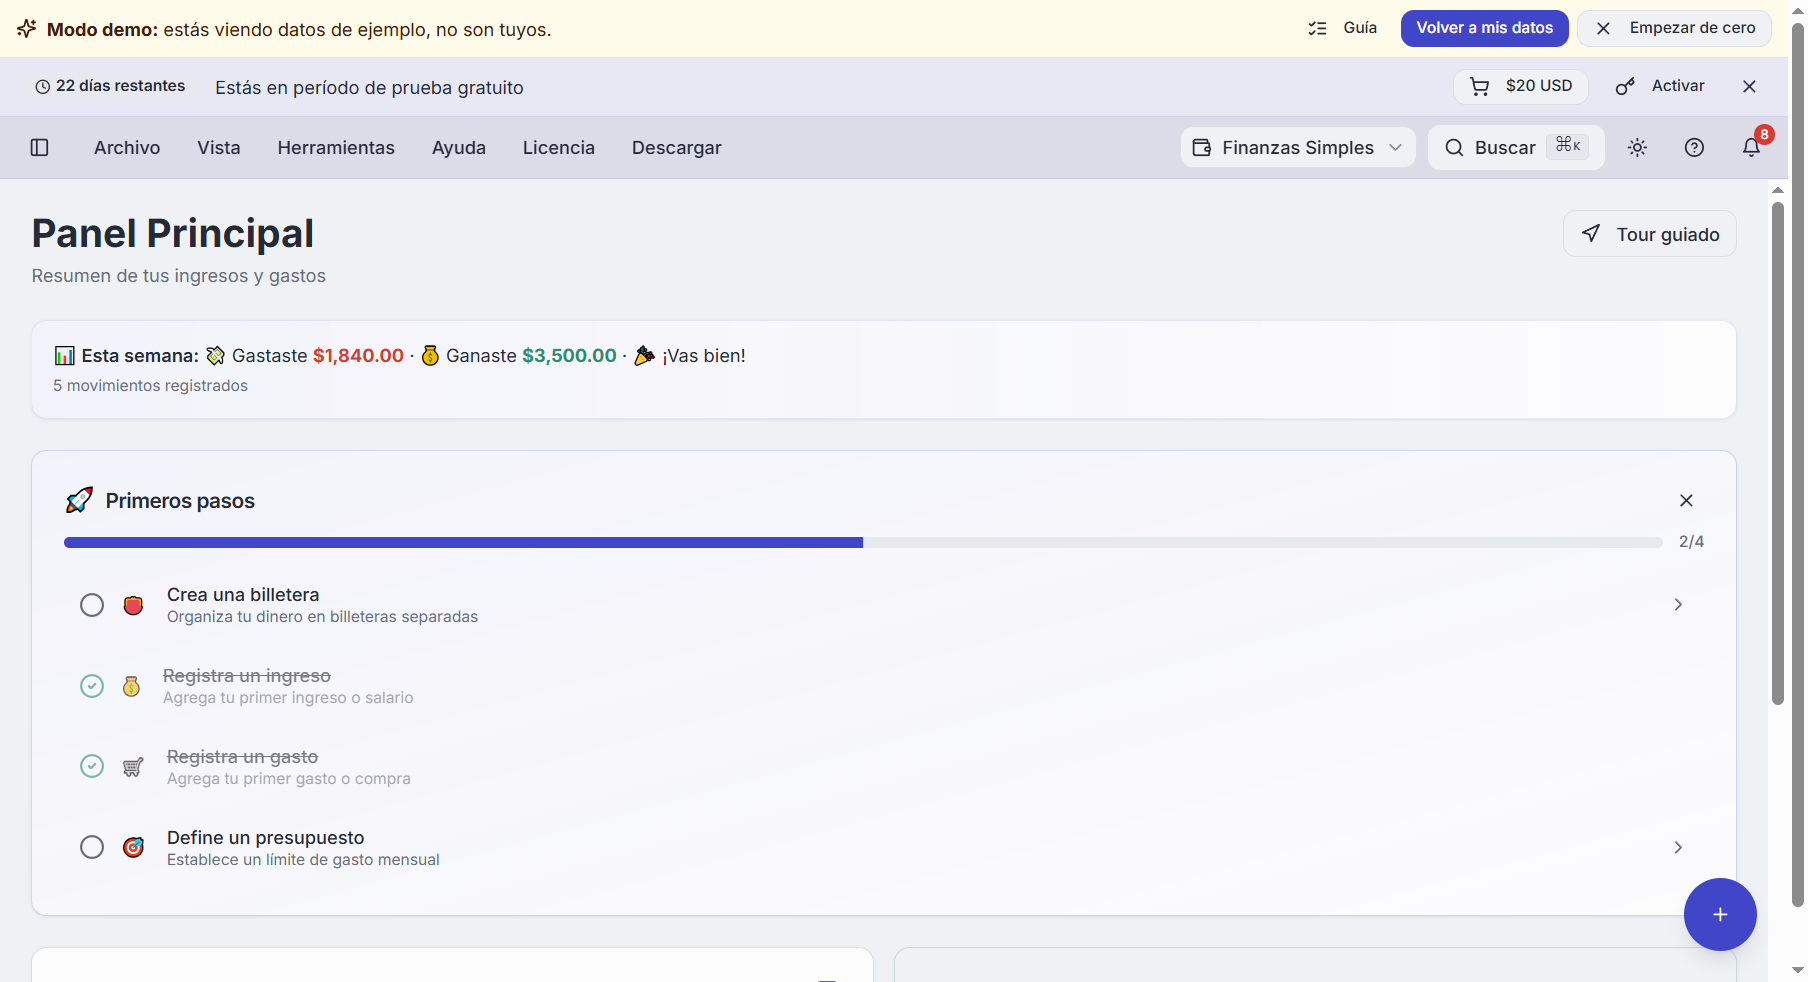 Modo demo: estás viendo datos de ejemplo, no son tuyos.
Guía
Volver a mis datos
Empezar de cero
22 días restantes
Estás en período de prueba gratuito
$20 USD
Activar
Archivo
Vista
Herramientas
Ayuda
Licencia
Descargar
Finanzas Simples
Buscar
⌘K
8
Panel Principal
Tour guiado
Resumen de tus ingresos y gastos
Esta semana: Gastaste $1,840.00 · Ganaste $3,500.00 · ¡Vas bien!
5 movimientos registrados
Primeros pasos
2/4
Crea una billetera
Organiza tu dinero en billeteras separadas
Registra un ingreso
Agrega tu primer ingreso o salario
Registra un gasto
Agrega tu primer gasto o compra
Define un presupuesto
Establece un límite de gasto mensual